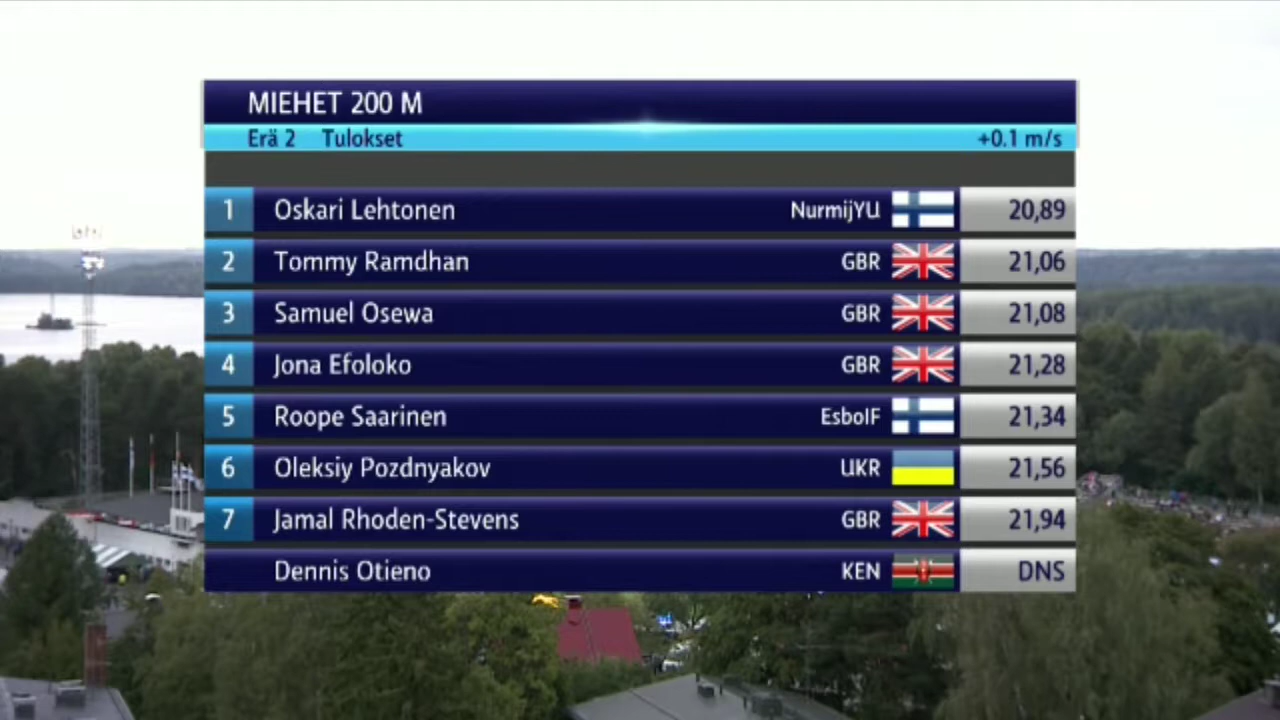 MIEHET 200 M
Erä 2 Tulokset +0.1 m/s
1 Oskari Lehtonen NurmijYU 20,89
2 Tommy Ramdhan GBR 21,06
3 Samuel Osewa GBR 21,08
4 Jona Efoloko GBR 21,28
5 Roope Saarinen EsboIF 21,34
6 Oleksiy Pozdnyakov UKR 21,56
7 Jamal Rhoden-Stevens GBR 21,94
Dennis Otieno KEN DNS